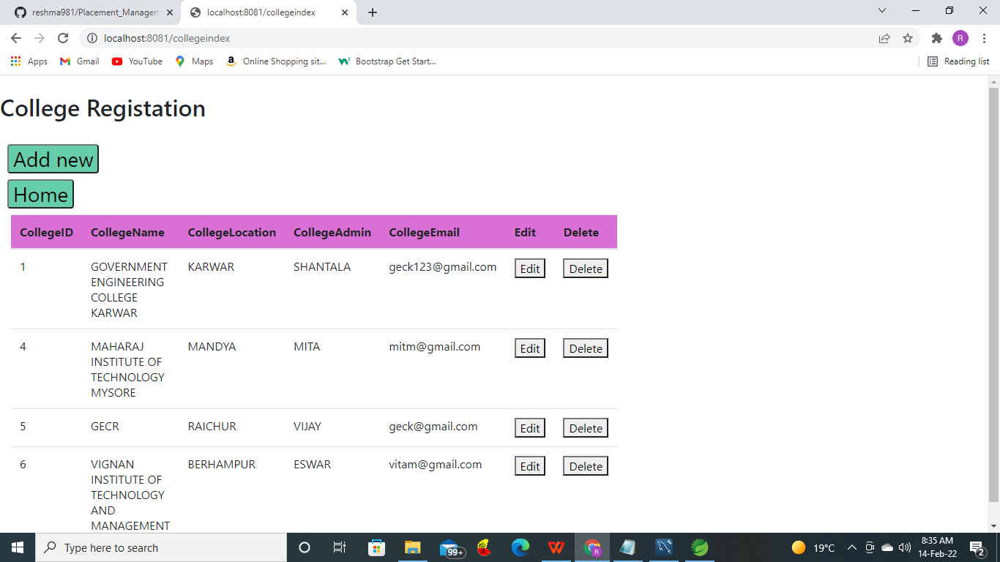 reshma981/Placement_Managem
localhost:8081/collegeindex
localhost:8081/collegeindex
R
Apps
Gmail
YouTube
Maps
Online Shopping sit...
Bootstrap Get Start...
Reading list
College Registation
Add new
Home
CollegeID CollegeName CollegeLocation CollegeAdmin CollegeEmail Edit Delete
1 GOVERNMENT KARWAR SHANTALA geck123@gmail.com Edit Delete
ENGINEERING
COLLEGE
KARWAR
4 MAHARAJ MANDYA MITA mitm@gmail.com Edit Delete
INSTITUTE OF
TECHNOLOGY
MYSORE
5 GECR RAICHUR VIJAY geck@gmail.com Edit Delete
6 VIGNAN BERHAMPUR ESWAR vitam@gmail.com Edit Delete
INSTITUTE OF
TECHNOLOGY
AND
MANAGEMENT
Type here to search
99+
R
19°C
8:35 AM
14-Feb-22
2